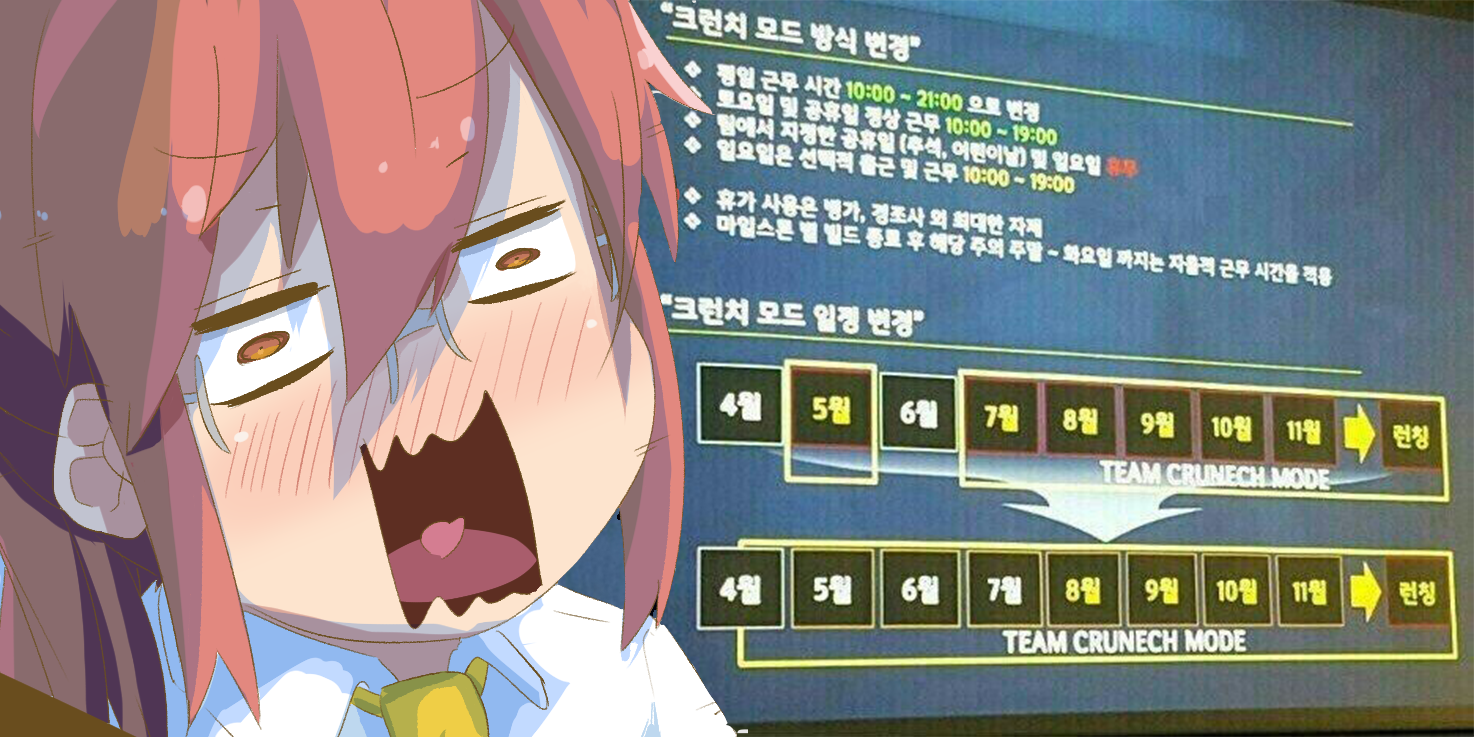 “크런치 모드 방식 변경”
❖ 평일 근무 시간 10:00 ~ 21:00 으로 변경
❖ 토요일 및 공휴일 정상 근무 10:00 ~ 19:00
❖ 팀에서 지정한 공휴일 (추석, 어린이날) 및 일요일 휴무
❖ 일요일은 선택적 출근 및 근무 10:00 ~ 19:00
❖ 휴가 사용은 병가, 경조사 외 최대한 자제
❖ 마일스톤 별 빌드 종료 후 해당 주의 주말 ~ 화요일 까지는 자율적 근무 시간을 적용
“크런치 모드 일정 변경”
4월 5월 6월 7월 8월 9월 10월 11월 런칭
TEAM CRUNECH MODE
4월 5월 6월 7월 8월 9월 10월 11월 런칭
TEAM CRUNECH MODE